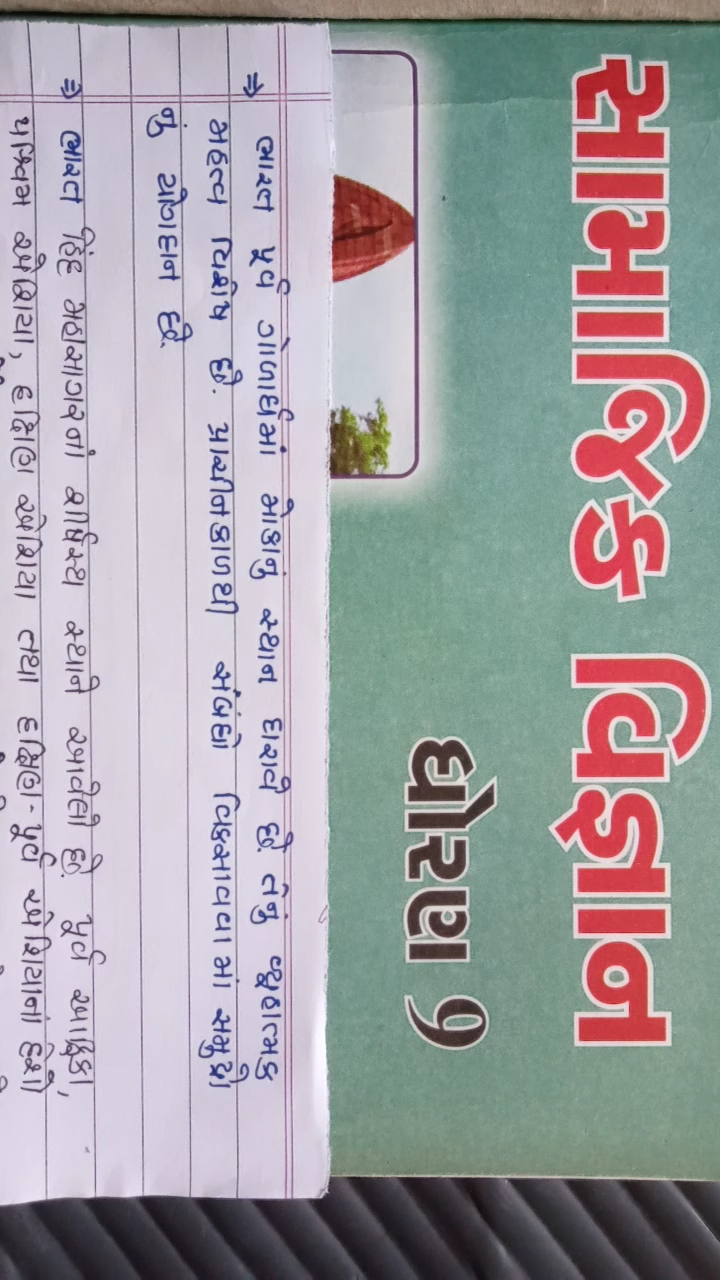 સામાજિક વિજ્ઞાન
ધોરણ 9
⇒ ભારત પૂર્વ ગોળાર્ધમાં મોકાનું સ્થાન ધરાવે છે. તેનું વ્યૂહાત્મક
મહત્વ વિશેષ છે. પ્રાચીનકાળથી સંબંધો વિકસાવવામાં સમુદ્રો
નું યોગદાન છે.
⇒ ભારત હિંદ મહાસાગરનાં શીર્ષસ્થ સ્થાને આવેલો છે. પૂર્વ આફ્રિકા,
પશ્ચિમ એશિયા, દક્ષિણ એશિયા તથા દક્ષિણ-પૂર્વ એશિયાનાં દેશો